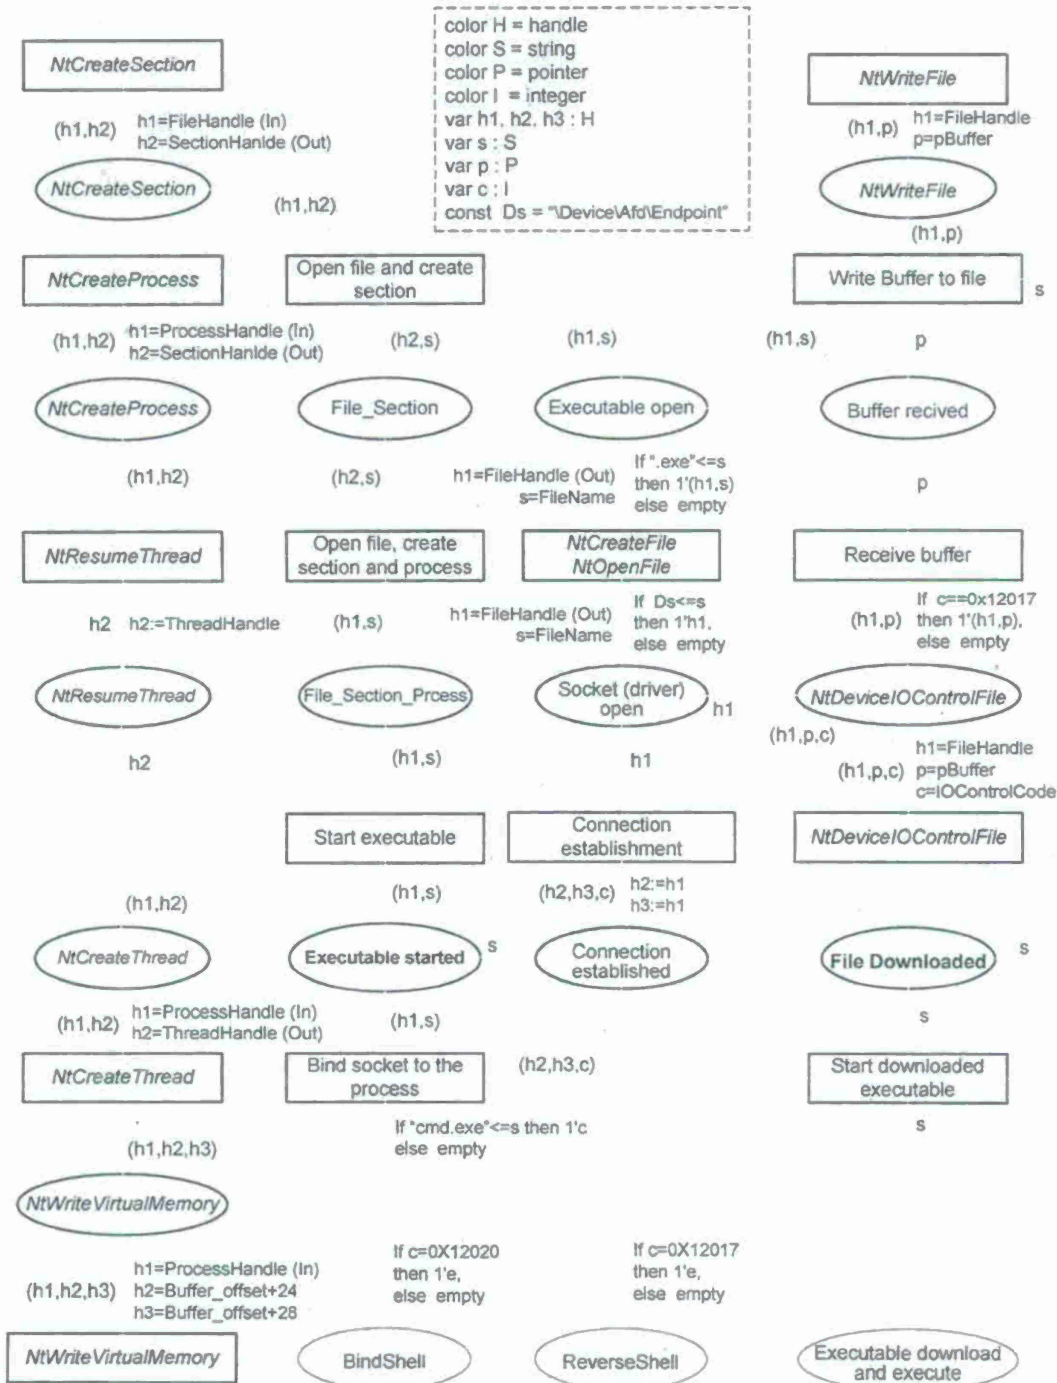 color H = handle
color S = string
color P = pointer
color I = integer
var h1, h2, h3 : H
var s : S
var p : P
var c : I
const Ds = "\Device\Afd\Endpoint"
NtCreateSection
(h1,h2)
h1=FileHandle (In)
h2=SectionHanlde (Out)
NtCreateSection
(h1,h2)
NtWriteFile
(h1,p)
h1=FileHandle
p=pBuffer
NtWriteFile
(h1,p)
NtCreateProcess
Open file and create
section
Write Buffer to file
s
(h1,h2)
h1=ProcessHandle (In)
h2=SectionHanlde (Out)
(h2,s)
(h1,s)
(h1,s)
p
NtCreateProcess
File_Section
Executable open
Buffer recived
(h1,h2)
(h2,s)
h1=FileHandle (Out)
s=FileName
If ".exe"<=s
then 1'(h1,s)
else empty
p
NtResumeThread
Open file, create
section and process
NtCreateFile
NtOpenFile
Receive buffer
h2
h2:=ThreadHandle
(h1,s)
h1=FileHandle (Out)
s=FileName
If Ds<=s
then 1'h1,
else empty
(h1,p)
If c==0x12017
then 1'(h1,p),
else empty
NtResumeThread
File_Section_Prcess
Socket (driver)
open
h1
NtDeviceIOControlFile
h2
(h1,s)
h1
(h1,p,c)
(h1,p,c)
h1=FileHandle
p=pBuffer
c=IOControlCode
Start executable
Connection
establishment
NtDeviceIOControlFile
(h1,h2)
(h1,s)
(h2,h3,c)
h2:=h1
h3:=h1
NtCreateThread
Executable started
s
Connection
established
File Downloaded
s
(h1,h2)
h1=ProcessHandle (In)
h2=ThreadHandle (Out)
(h1,s)
s
NtCreateThread
Bind socket to the
process
(h2,h3,c)
Start downloaded
executable
(h1,h2,h3)
If "cmd.exe"<=s then 1'c
else empty
s
NtWriteVirtualMemory
(h1,h2,h3)
h1=ProcessHandle (In)
h2=Buffer_offset+24
h3=Buffer_offset+28
If c=0X12020
then 1'e,
else empty
If c=0X12017
then 1'e,
else empty
NtWriteVirtualMemory
BindShell
ReverseShell
Executable download
and execute